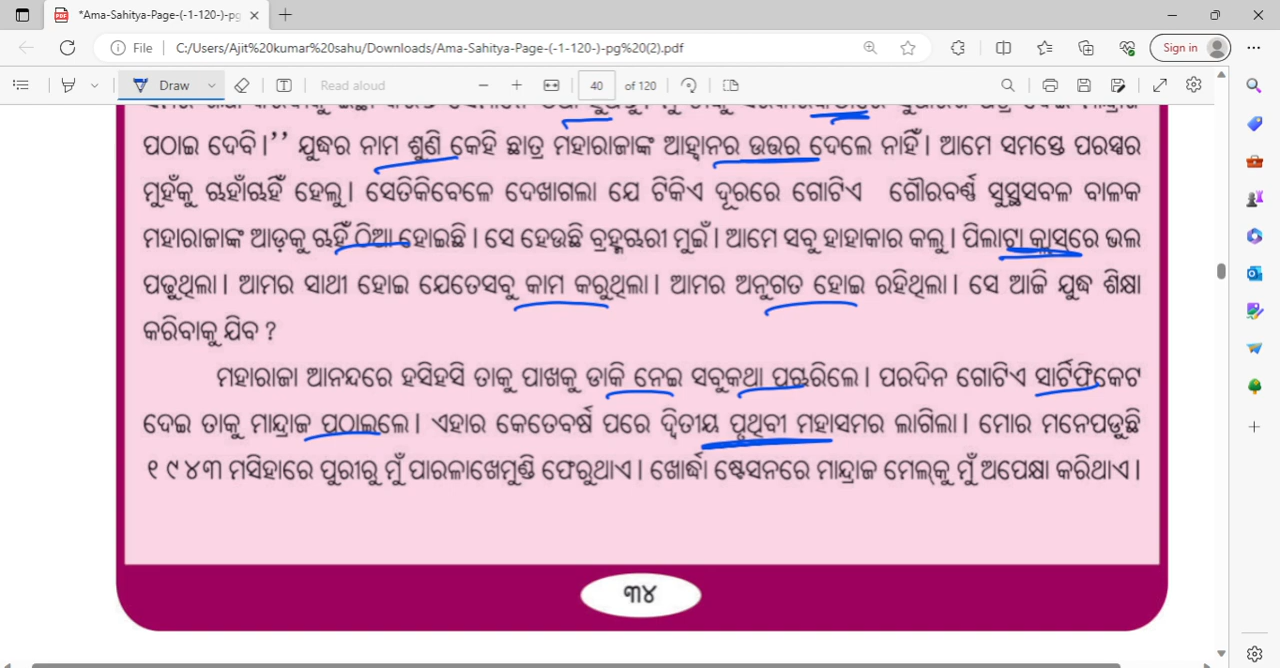 *Ama-Sahitya-Page-(-1-120-)-pg
File
C:/Users/Ajit%20kumar%20sahu/Downloads/Ama-Sahitya-Page-(-1-120-)-pg%20(2).pdf
Sign in
Draw
Read aloud
40 of 120
ପଠାଇ ଦେବି।’’ ଯୁଦ୍ଧର ନାମ ଶୁଣି କେହି ଛାତ୍ର ମହାରାଜାଙ୍କ ଆହ୍ୱାନର ଉତ୍ତର ଦେଲେ ନାହିଁ। ଆମେ ସମସ୍ତେ ପରସ୍ପର
ମୁହଁକୁ ଚାହାଁଚାହିଁ ହେଲୁ। ସେତିକିବେଳେ ଦେଖାଗଲା ଯେ ଟିକିଏ ଦୂରରେ ଗୋଟିଏ ଗୌରବର୍ଣ୍ଣ ସୁସ୍ଥସବଳ ବାଳକ
ମହାରାଜାଙ୍କ ଆଡ଼କୁ ଚାହିଁ ଠିଆ ହୋଇଛି। ସେ ହେଉଛି ବ୍ରହ୍ମଚାରୀ ମୁଇଁ। ଆମେ ସବୁ ହାହାକାର କଲୁ। ପିଲାଟା କ୍ଲାସ୍‌ରେ ଭଲ
ପଢୁଥିଲା। ଆମର ସାଥୀ ହୋଇ ଯେତେସବୁ କାମ କରୁଥିଲା। ଆମର ଅନୁଗତ ହୋଇ ରହିଥିଲା। ସେ ଆଜି ଯୁଦ୍ଧ ଶିକ୍ଷା
କରିବାକୁ ଯିବ ?
ମହାରାଜା ଆନନ୍ଦରେ ହସିହସି ତାକୁ ପାଖକୁ ଡାକି ନେଇ ସବୁକଥା ପଚାରିଲେ। ପରଦିନ ଗୋଟିଏ ସାର୍ଟିଫିକେଟ
ଦେଇ ତାକୁ ମାନ୍ଦ୍ରାଜ ପଠାଇଲେ। ଏହାର କେତେବର୍ଷ ପରେ ଦ୍ୱିତୀୟ ପୃଥିବୀ ମହାସମର ଲାଗିଲା। ମୋର ମନେପଡୁଛି
୧୯୪୩ ମସିହାରେ ପୁରୀରୁ ମୁଁ ପାରଳାଖେମୁଣ୍ଡି ଫେରୁଥାଏ। ଖୋର୍ଦ୍ଧା ଷ୍ଟେସନରେ ମାନ୍ଦ୍ରାଜ ମେଲ୍‌କୁ ମୁଁ ଅପେକ୍ଷା କରିଥାଏ।
୩୪